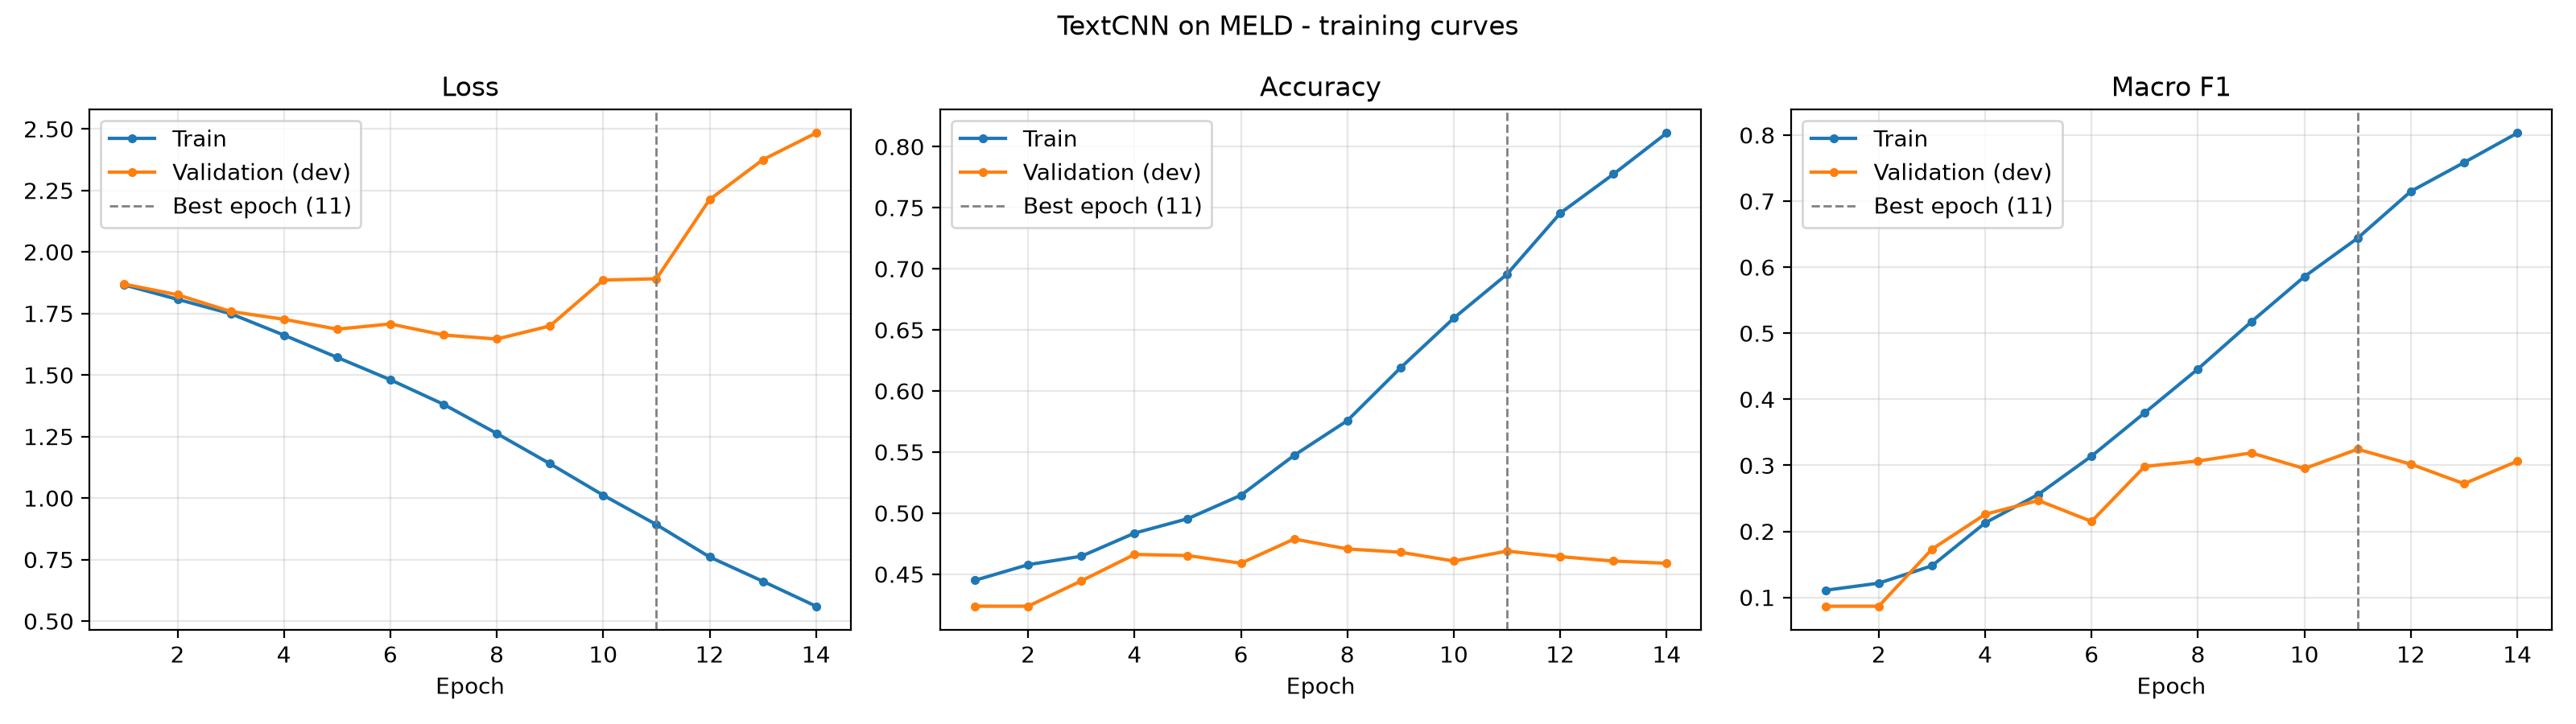 TextCNN on MELD - training curves
Loss
Train
Validation (dev)
Best epoch (11)
2.50
2.25
2.00
1.75
1.50
1.25
1.00
0.75
0.50
2 4 6 8 10 12 14
Epoch
Accuracy
Train
Validation (dev)
Best epoch (11)
0.80
0.75
0.70
0.65
0.60
0.55
0.50
0.45
2 4 6 8 10 12 14
Epoch
Macro F1
Train
Validation (dev)
Best epoch (11)
0.8
0.7
0.6
0.5
0.4
0.3
0.2
0.1
2 4 6 8 10 12 14
Epoch